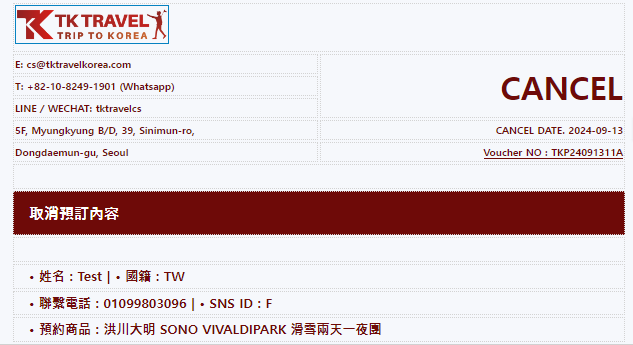 TK TRAVEL
TRIP TO KOREA
E: cs@tktravelkorea.com
T: +82-10-8249-1901 (Whatsapp)
LINE / WECHAT: tktravelcs
CANCEL
5F, Myungkyung B/D, 39, Sinimun-ro,
CANCEL DATE. 2024-09-13
Dongdaemun-gu, Seoul
Voucher NO : TKP24091311A
取消預訂內容
• 姓名 : Test | • 國籍 : TW
• 聯繫電話 : 01099803096 | • SNS ID : F
• 預約商品 : 洪川大明 SONO VIVALDIPARK 滑雪兩天一夜團